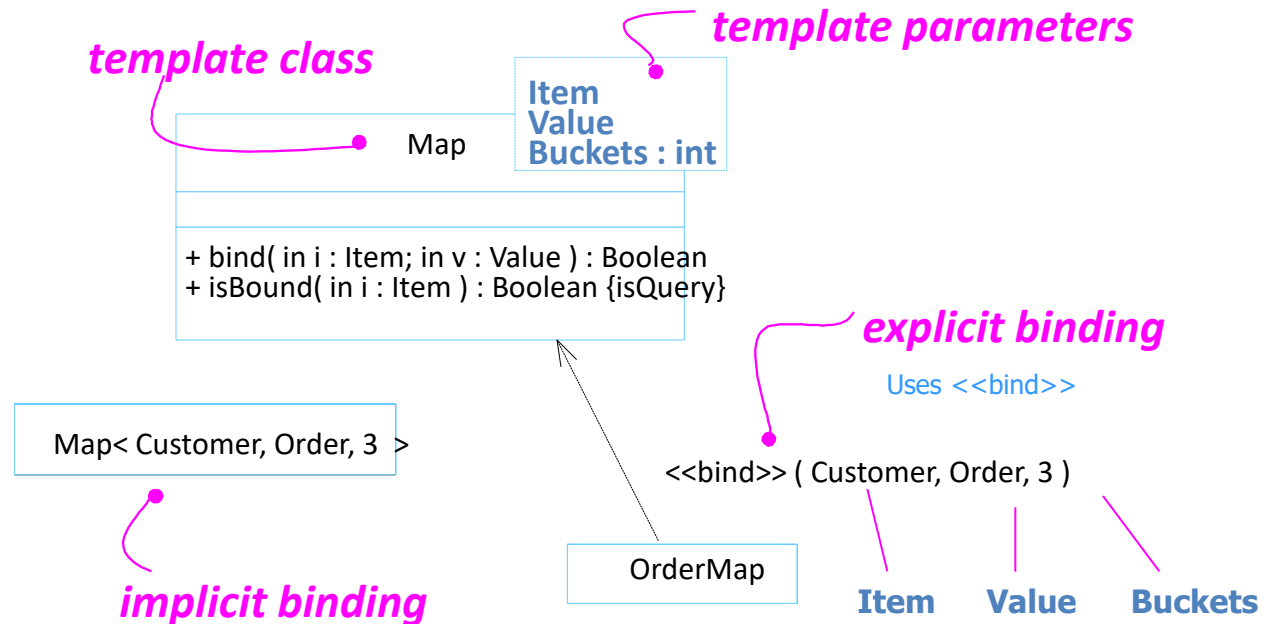 template parameters
template class
Item
Value
Buckets : int
Map
+ bind( in i : Item; in v : Value ) : Boolean
+ isBound( in i : Item ) : Boolean {isQuery}
explicit binding
Uses <<bind>>
Map< Customer, Order, 3 >
<<bind>> ( Customer, Order, 3 )
OrderMap
implicit binding
Item Value Buckets